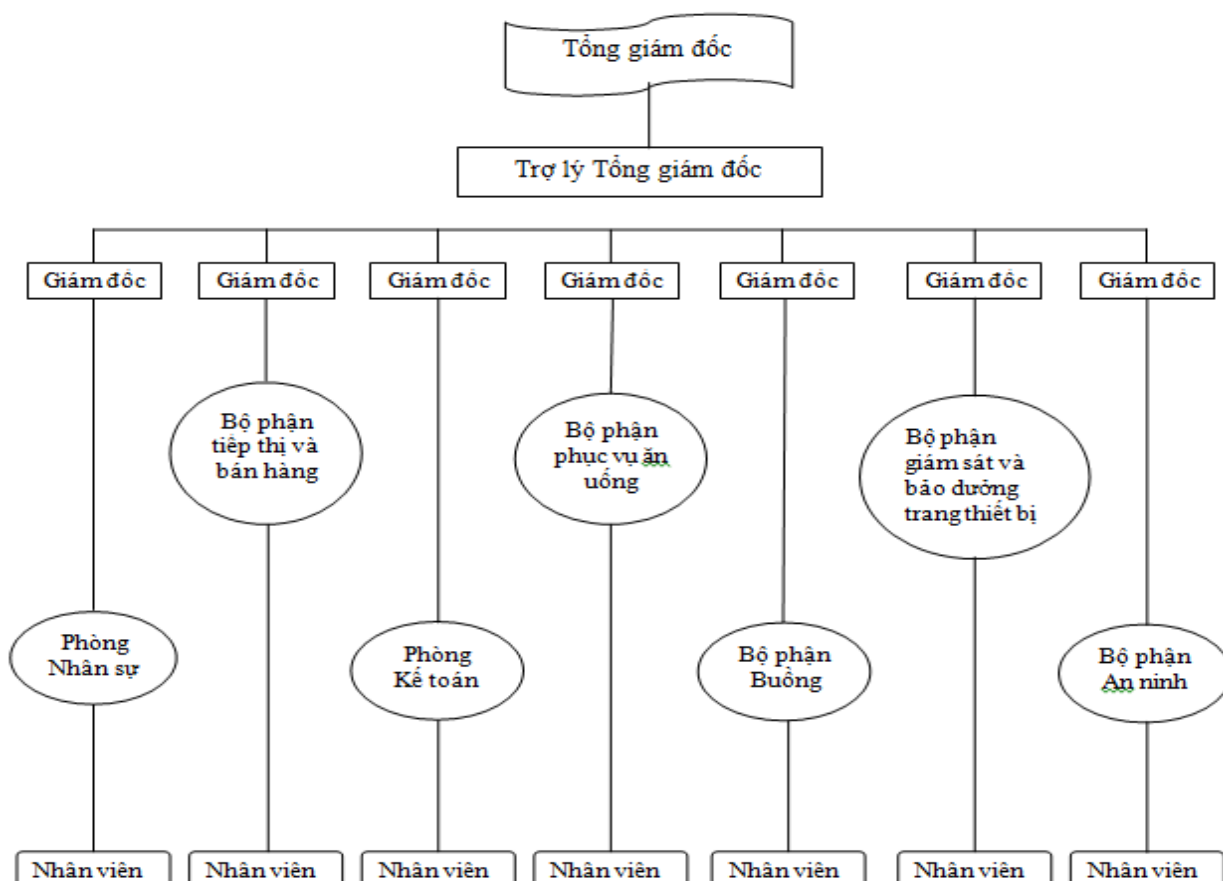 Tổng giám đốc
Trợ lý Tổng giám đốc
Giám đốc
Giám đốc
Giám đốc
Giám đốc
Giám đốc
Giám đốc
Giám đốc
Bộ phận
tiếp thị và
bán hàng
Bộ phận
phục vụ ăn
uống
Bộ phận
giám sát và
bảo dưỡng
trang thiết bị
Phòng
Nhân sự
Phòng
Kế toán
Bộ phận
Buồng
Bộ phận
An ninh
Nhân viên
Nhân viên
Nhân viên
Nhân viên
Nhân viên
Nhân viên
Nhân viên